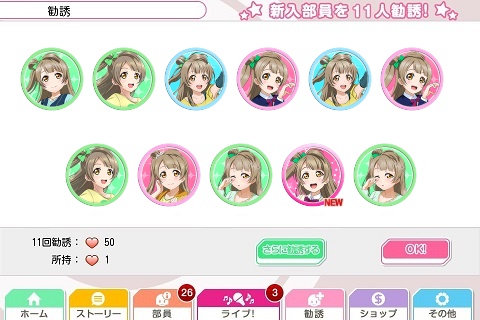 勧誘
新入部員を11人勧誘!
NEW
11回勧誘： 50
所持： 1
さらに勧誘する
OK!
26
3
ホーム
ストーリー
部員
ライブ!
勧誘
ショップ
その他